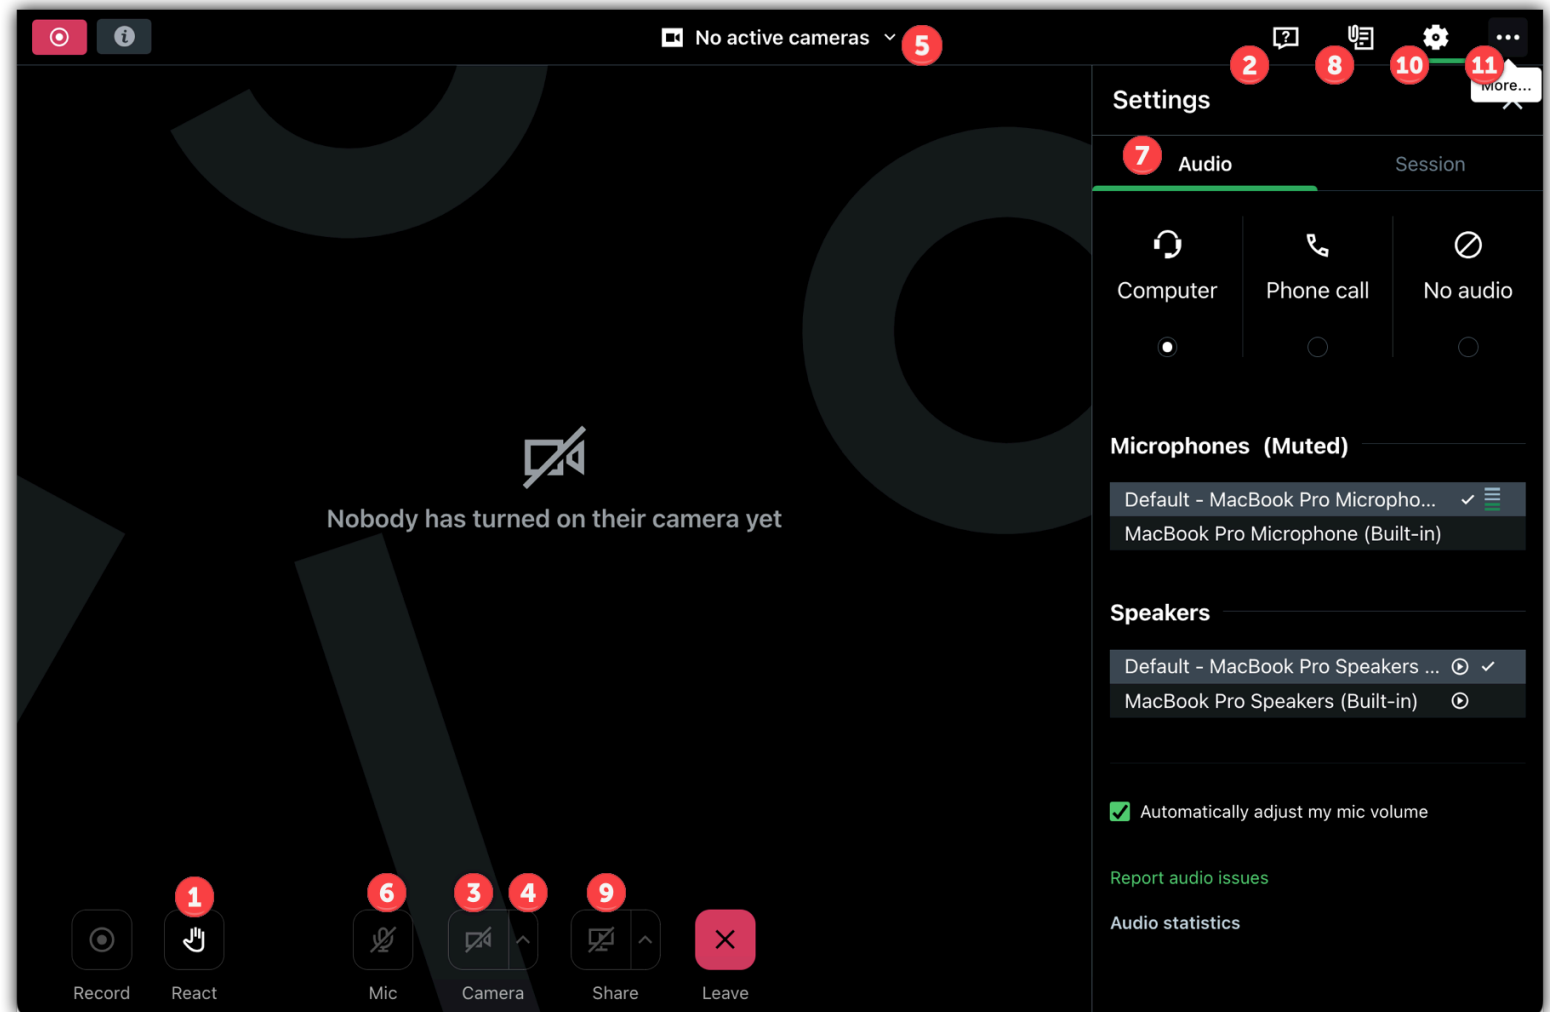 No active cameras
5
2
8
10
11
More...
Settings
7
Audio
Session
Computer
Phone call
No audio
Nobody has turned on their camera yet
Microphones (Muted)
Default - MacBook Pro Micropho...
MacBook Pro Microphone (Built-in)
Speakers
Default - MacBook Pro Speakers ...
MacBook Pro Speakers (Built-in)
Automatically adjust my mic volume
Report audio issues
Audio statistics
1
6
3
4
9
Record
React
Mic
Camera
Share
Leave